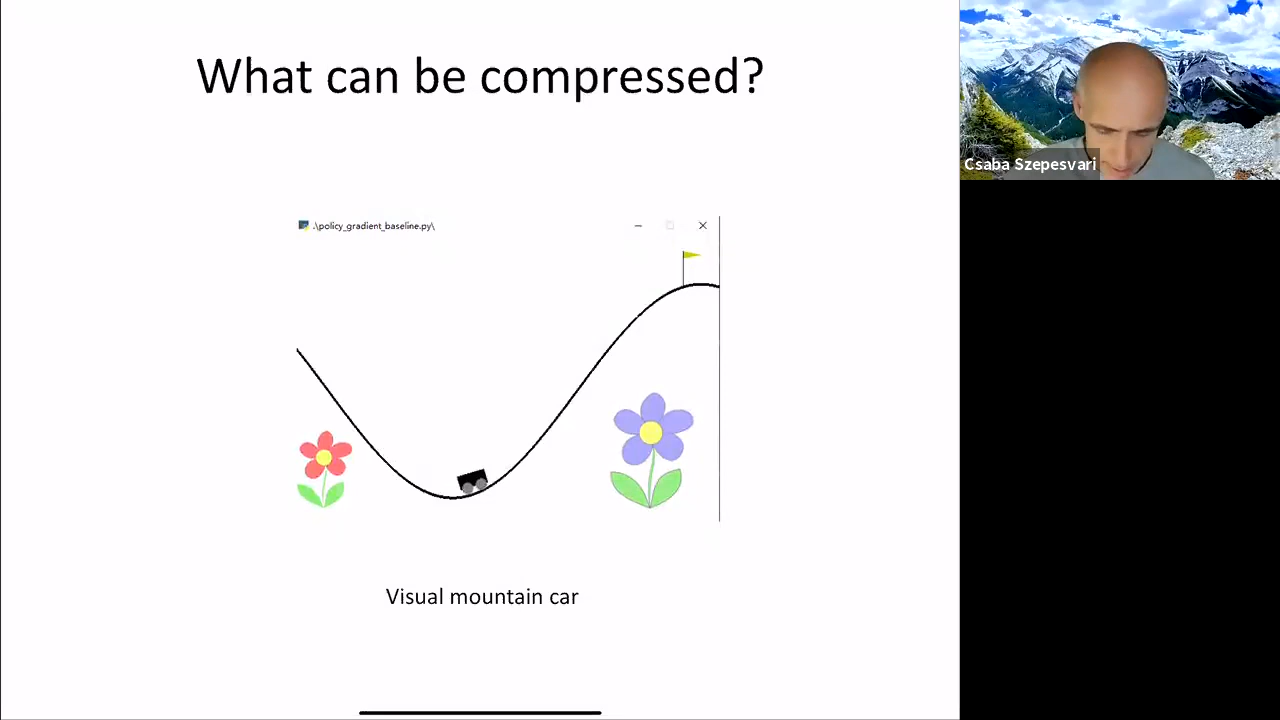 What can be compressed?
Csaba Szepesvari
.\policy_gradient_baseline.py\
Visual mountain car